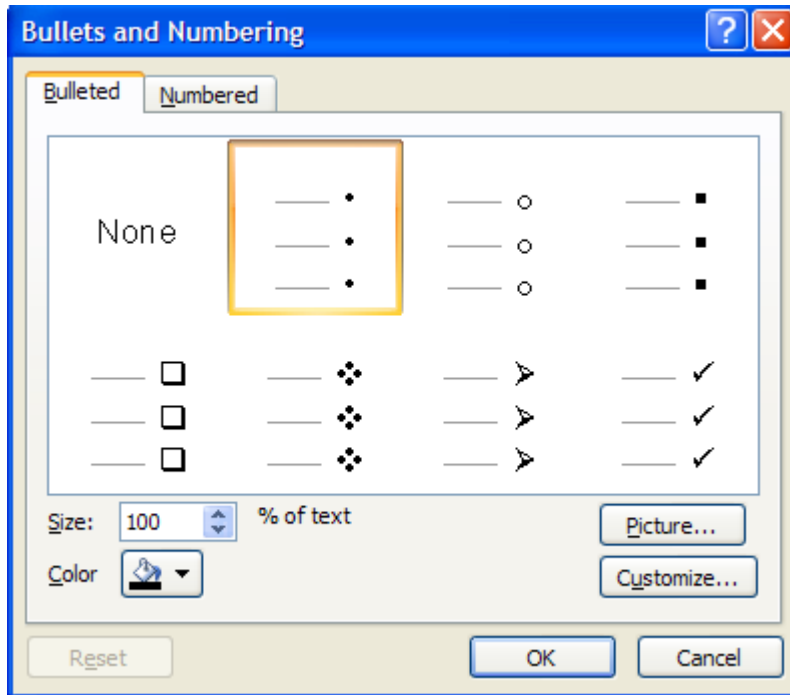 Bullets and Numbering
Bulleted Numbered
None
Size: 100 % of text
Picture...
Color
Customize...
Reset OK Cancel